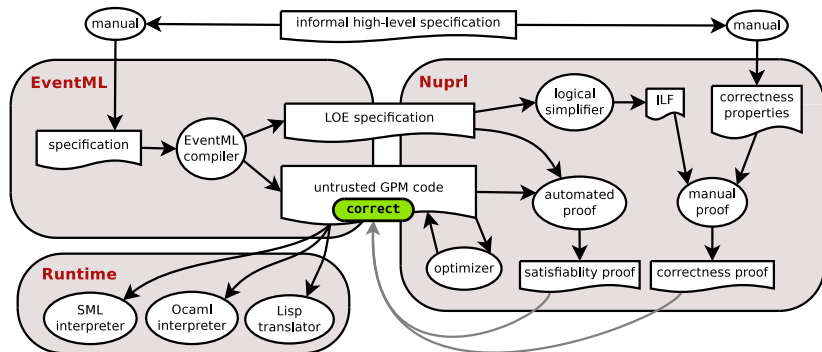 manual
informal high-level specification
manual
EventML
Nuprl
logical
simplifier
ILF
correctness
properties
LOE specification
specification
EventML
compiler
untrusted GPM code
correct
automated
proof
manual
proof
optimizer
satisfiablity proof
correctness proof
Runtime
SML
interpreter
Ocaml
interpreter
Lisp
translator